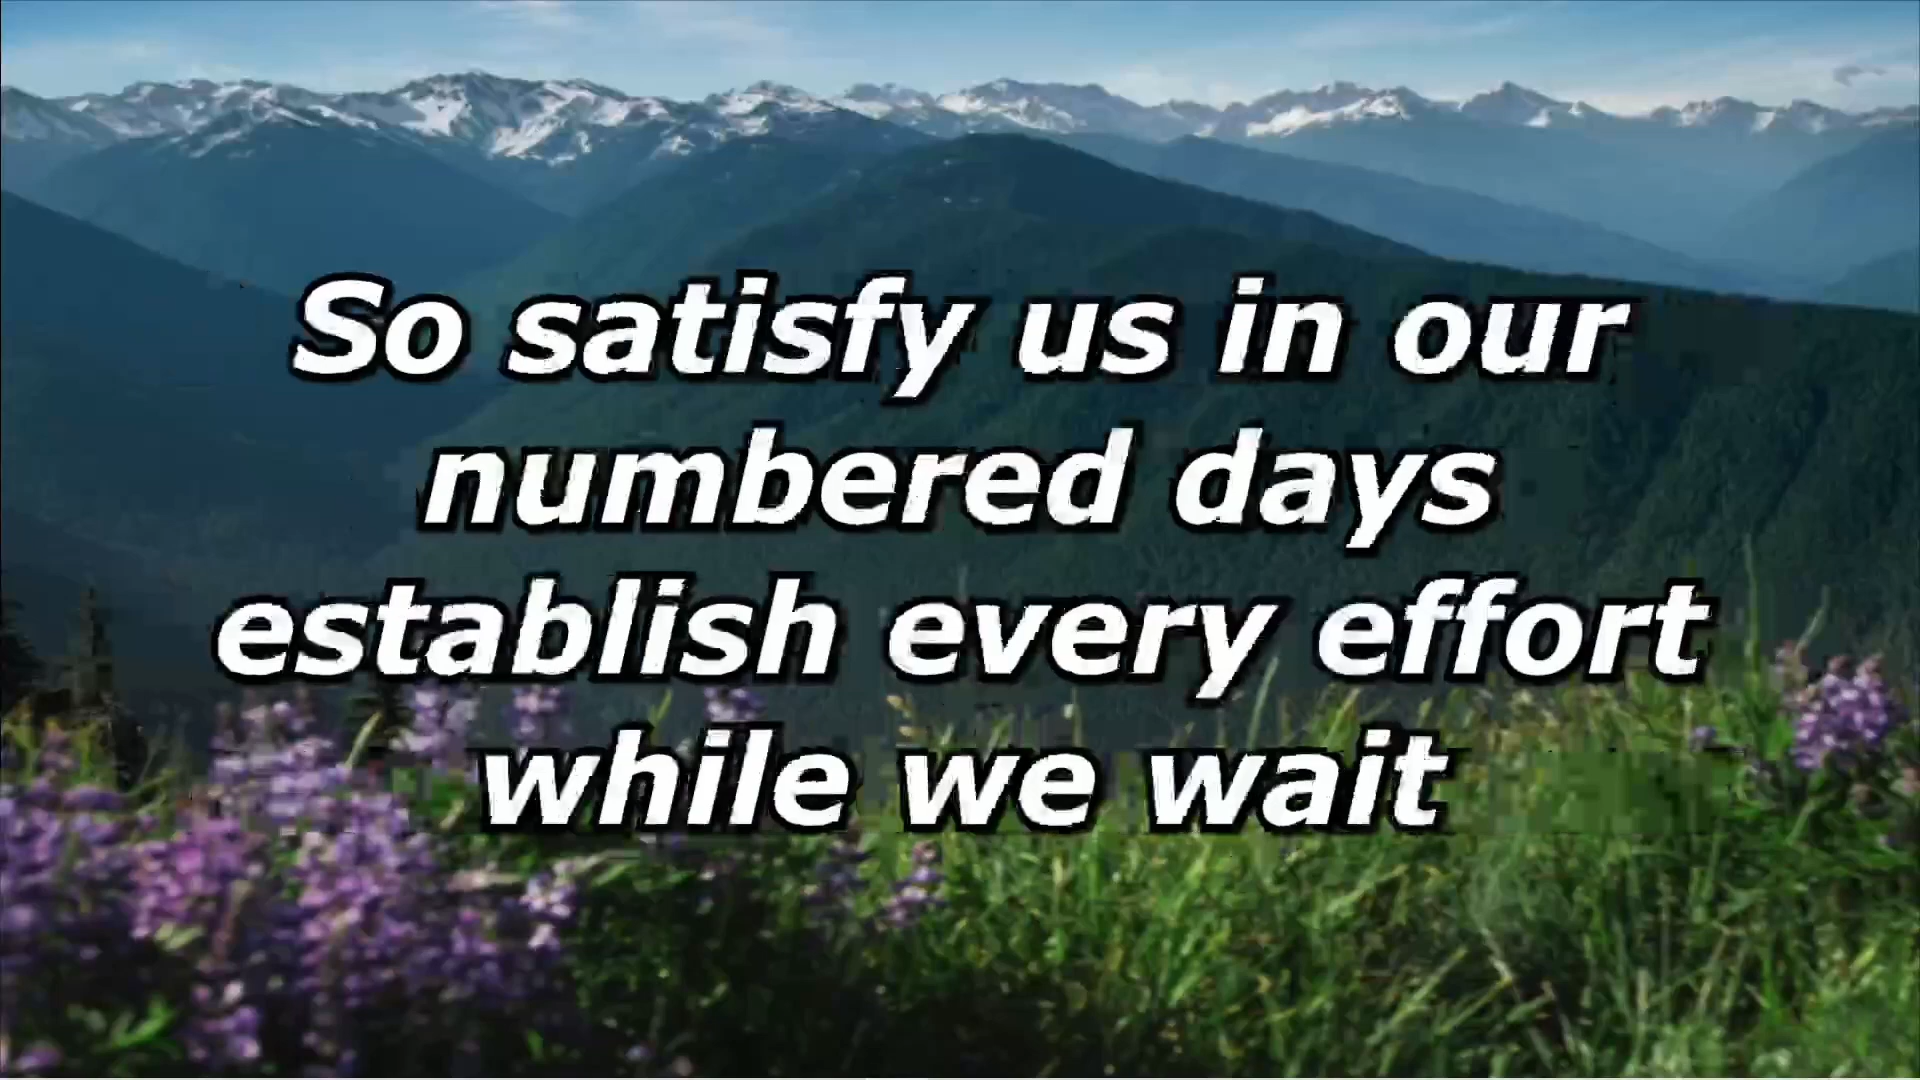 So satisfy us in our
numbered days
establish every effort
while we wait